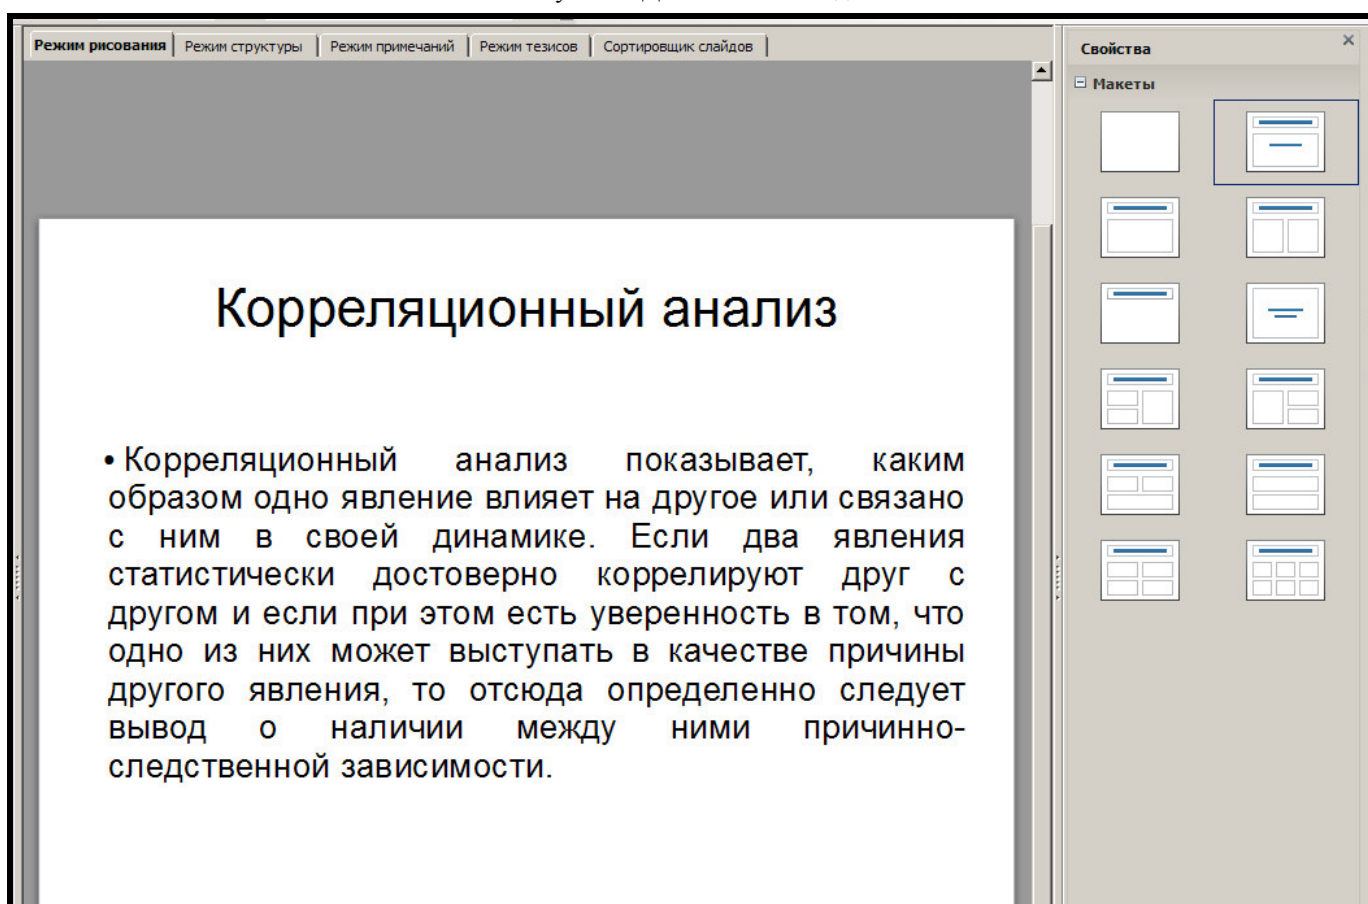 Режим рисования Режим структуры Режим примечаний Режим тезисов Сортировщик слайдов
Свойства
Макеты
Корреляционный анализ
• Корреляционный анализ показывает, каким
образом одно явление влияет на другое или связано
с ним в своей динамике. Если два явления
статистически достоверно коррелируют друг с
другом и если при этом есть уверенность в том, что
одно из них может выступать в качестве причины
другого явления, то отсюда определенно следует
вывод о наличии между ними причинно-
следственной зависимости.